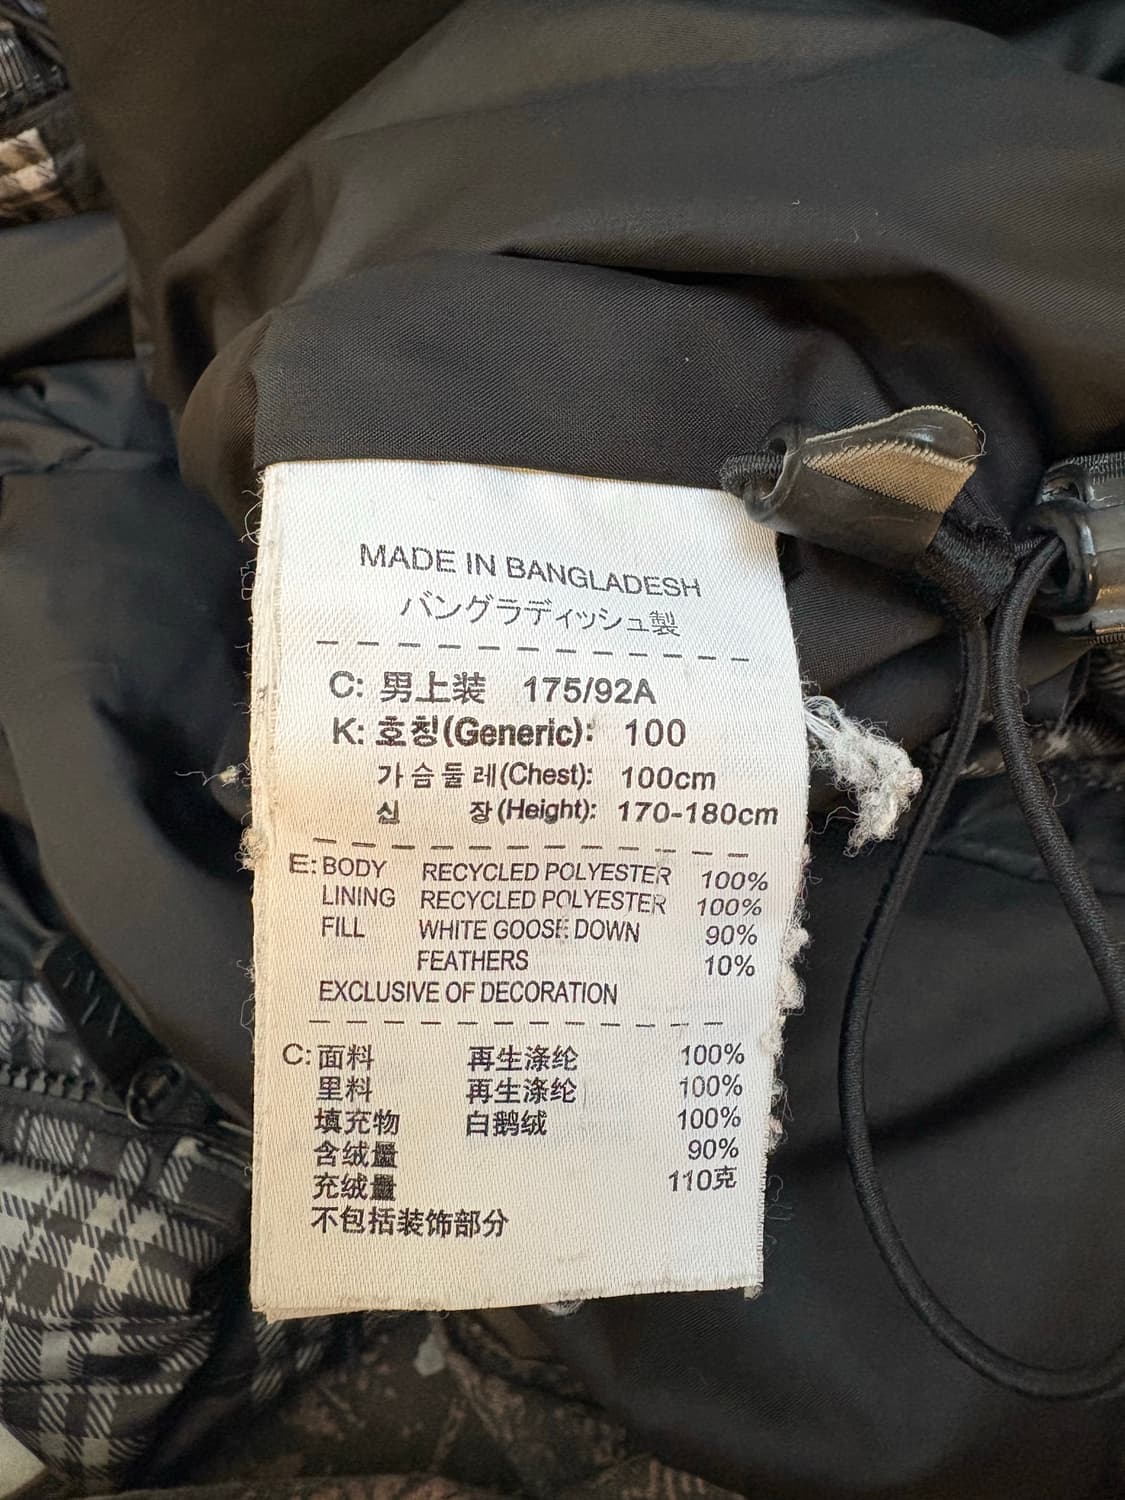 MADE IN BANGLADESH
バングラディッシュ製
C: 男上装 175/92A
K: 호칭(Generic): 100
가슴둘레(Chest): 100cm
신 장(Height): 170-180cm
E: BODY RECYCLED POLYESTER 100%
LINING RECYCLED POLYESTER 100%
FILL WHITE GOOSE DOWN 90%
FEATHERS 10%
EXCLUSIVE OF DECORATION
C: 面料 再生涤纶 100%
里料 再生涤纶 100%
填充物 白鹅绒 100%
含绒量 90%
充绒量 110克
不包括装饰部分